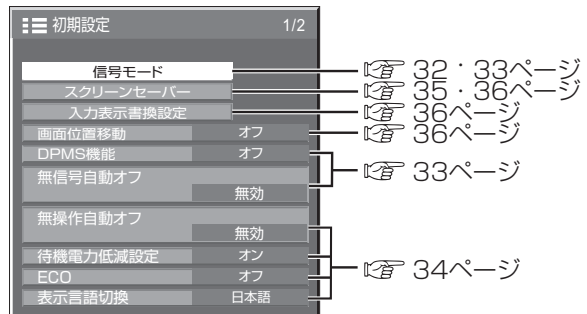 初期設定 1/2
信号モード
32・33ページ
スクリーンセーバー
35・36ページ
入力表示書換設定
36ページ
画面位置移動 オフ
36ページ
DPMS機能 オフ
無信号自動オフ
無効
33ページ
無操作自動オフ
無効
待機電力低減設定 オン
ECO オフ
表示言語切換 日本語
34ページ